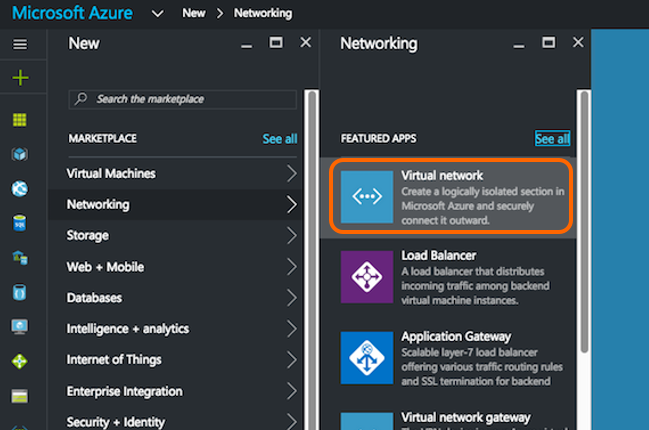 Microsoft Azure New > Networking
New
Search the marketplace
MARKETPLACE See all
Virtual Machines
Networking
Storage
Web + Mobile
Databases
Intelligence + analytics
Internet of Things
Enterprise Integration
Security + Identity
Networking
FEATURED APPS See all
Virtual network
Create a logically isolated section in
Microsoft Azure and securely
connect it outward.
Load Balancer
A load balancer that distributes
incoming traffic among backend
virtual machine instances.
Application Gateway
Scalable layer-7 load balancer
offering various traffic routing rules
and SSL termination for backend
Virtual network gateway